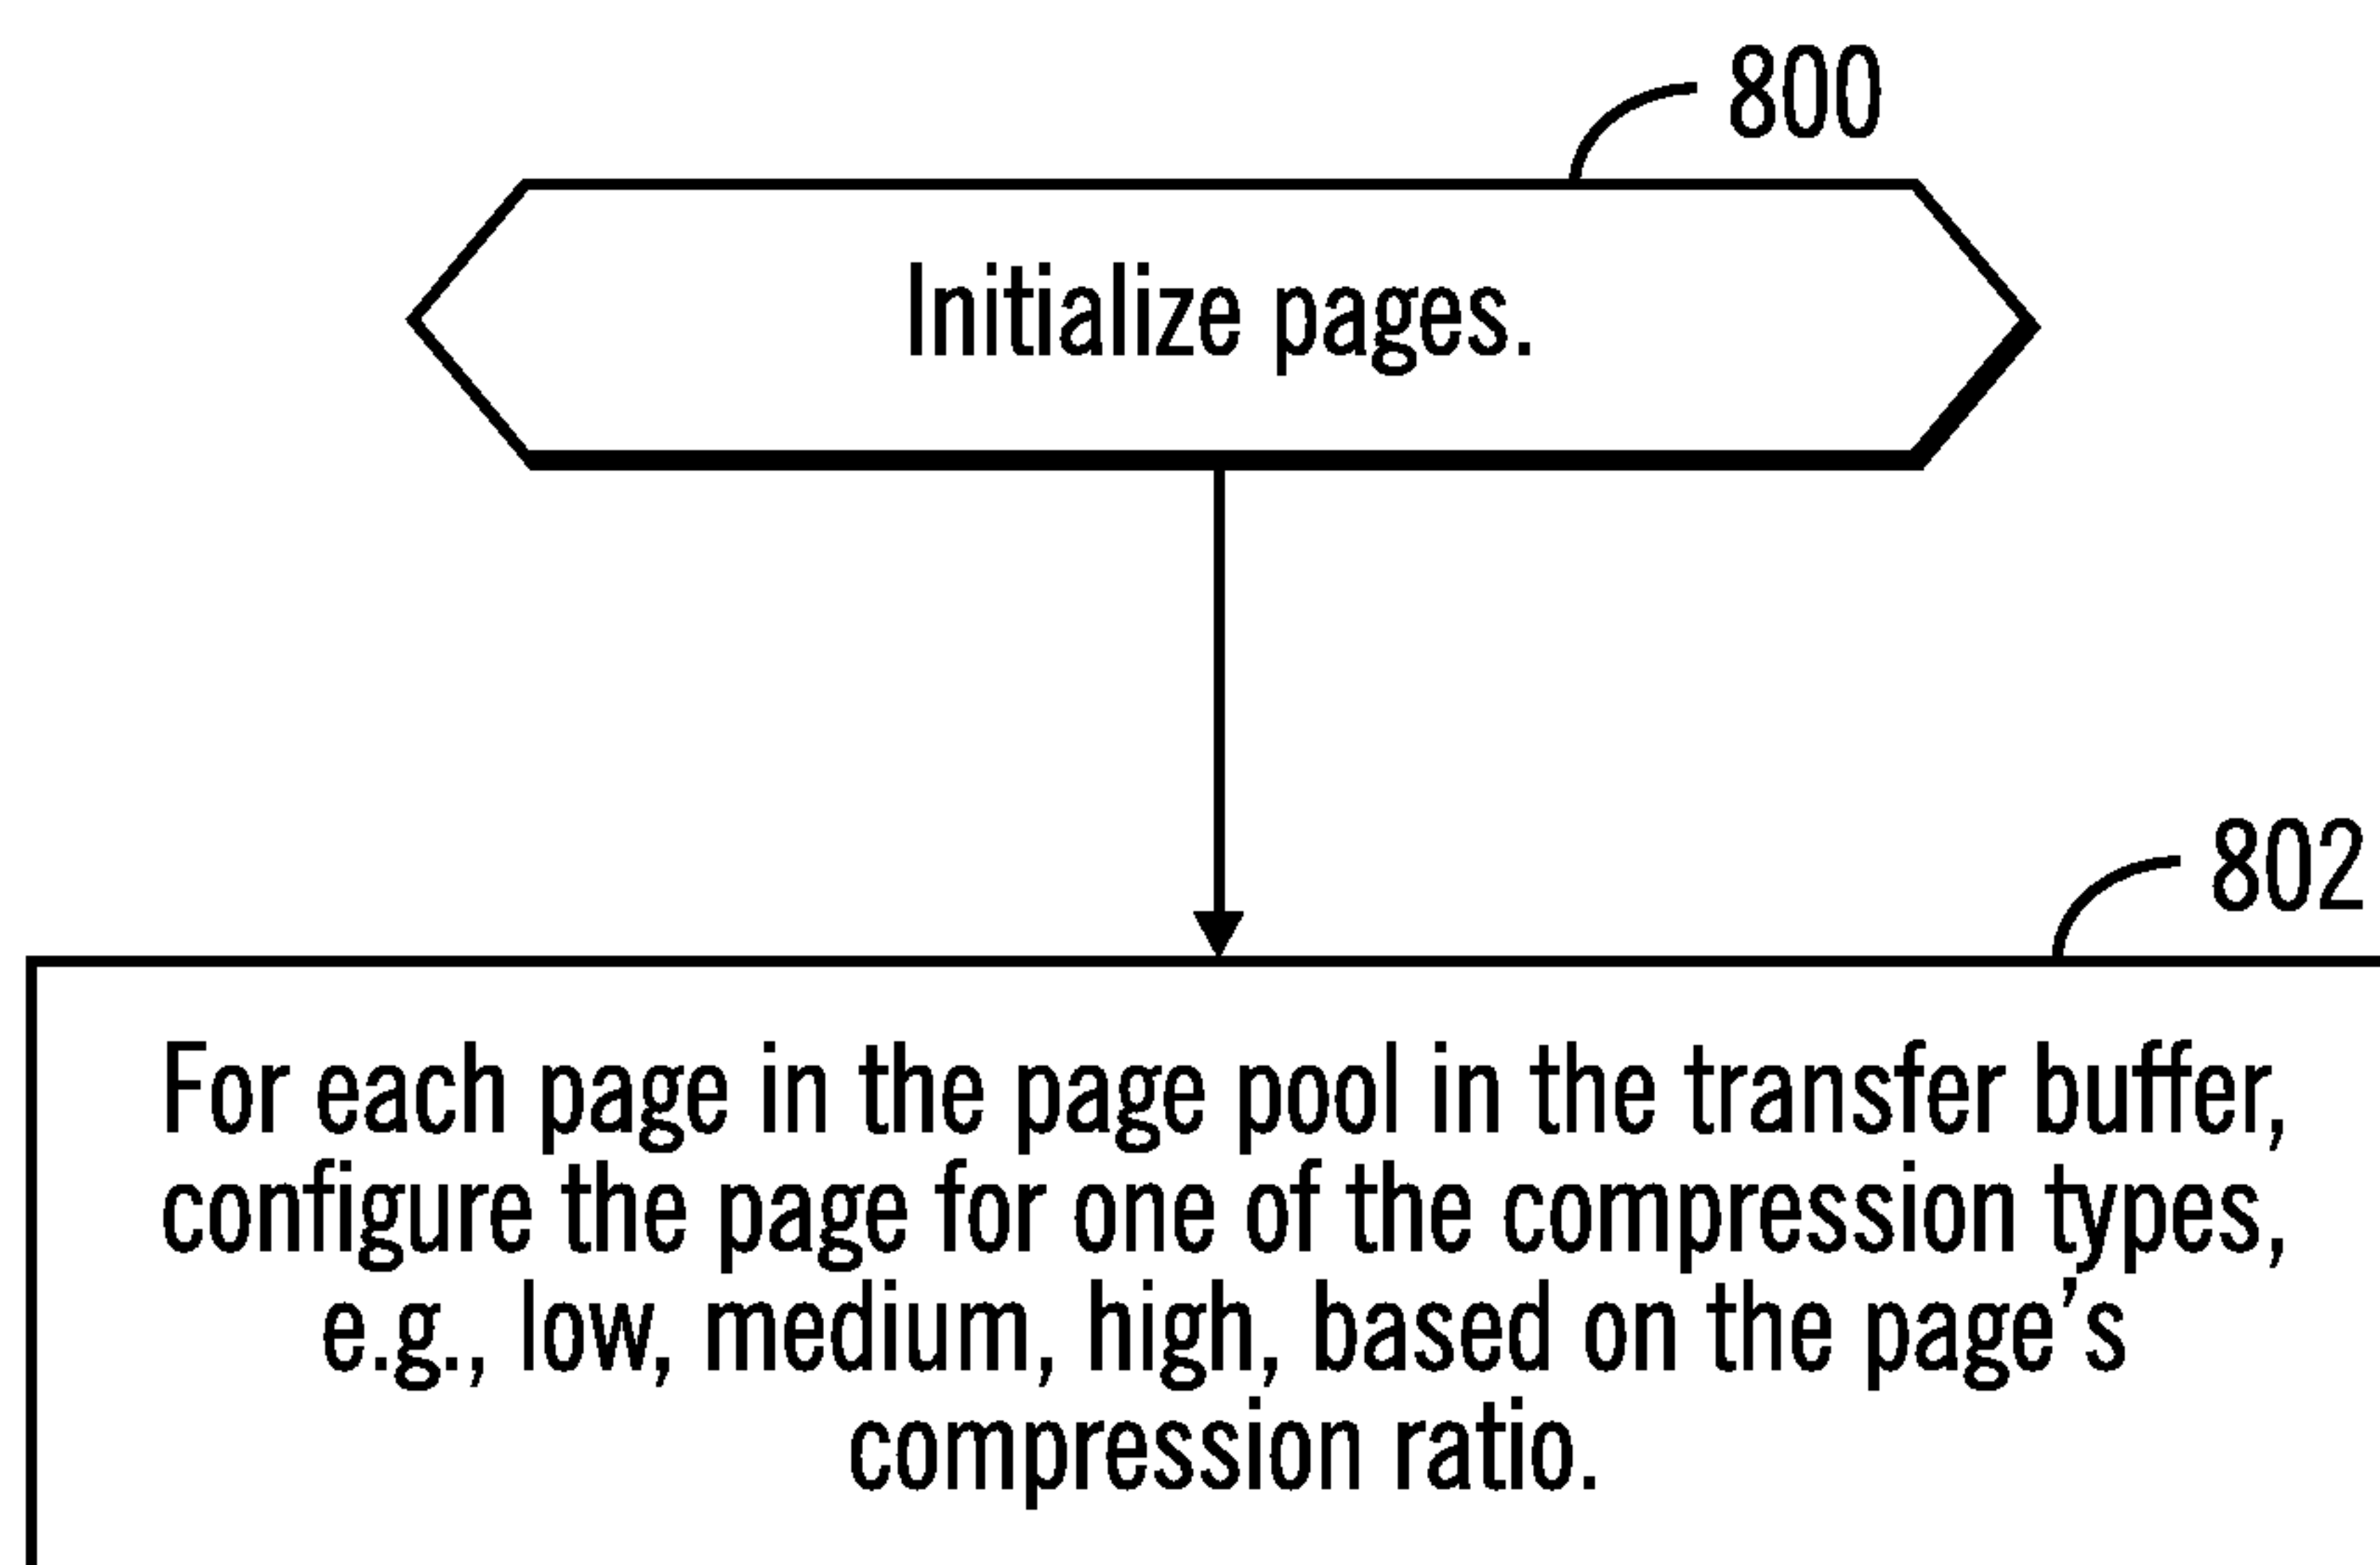 800
Initialize pages.
802
For each page in the page pool in the transfer buffer,
configure the page for one of the compression types,
e.g., low, medium, high, based on the page's
compression ratio.